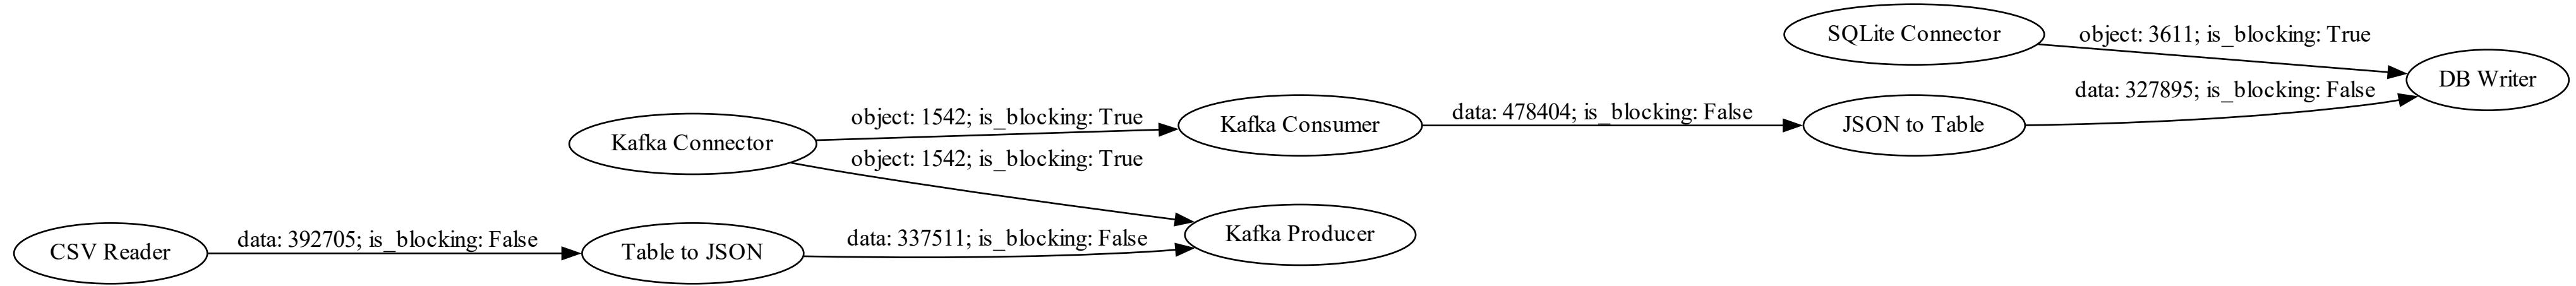 SQLite Connector
object: 3611; is_blocking: True
DB Writer
data: 327895; is_blocking: False
object: 1542; is_blocking: True
Kafka Consumer
data: 478404; is_blocking: False
JSON to Table
Kafka Connector
object: 1542; is_blocking: True
CSV Reader
data: 392705; is_blocking: False
Table to JSON
data: 337511; is_blocking: False
Kafka Producer